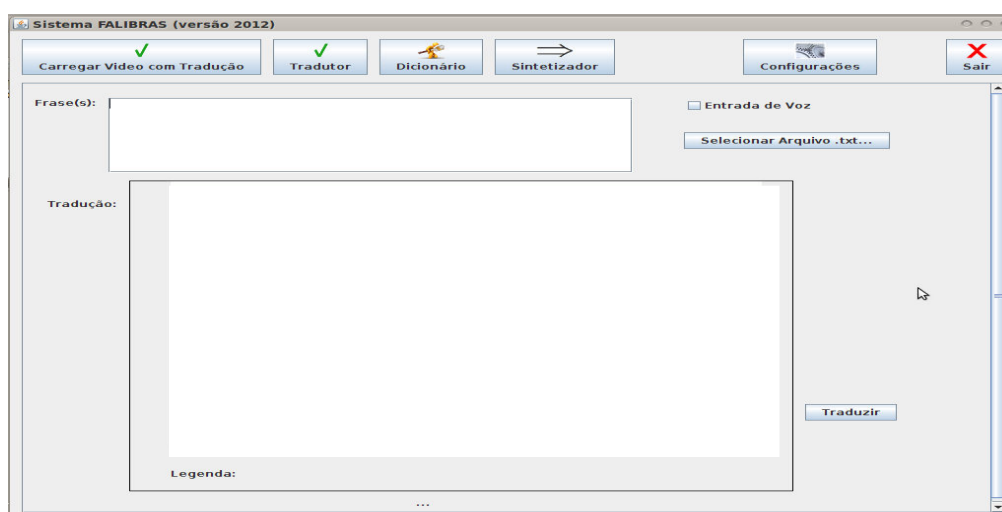 Sistema FALIBRAS (versão 2012)
Carregar Video com Tradução
Tradutor
Dicionário
Sintetizador
Configurações
Sair
Frase(s):
Entrada de Voz
Selecionar Arquivo .txt...
Tradução:
Traduzir
Legenda:
...